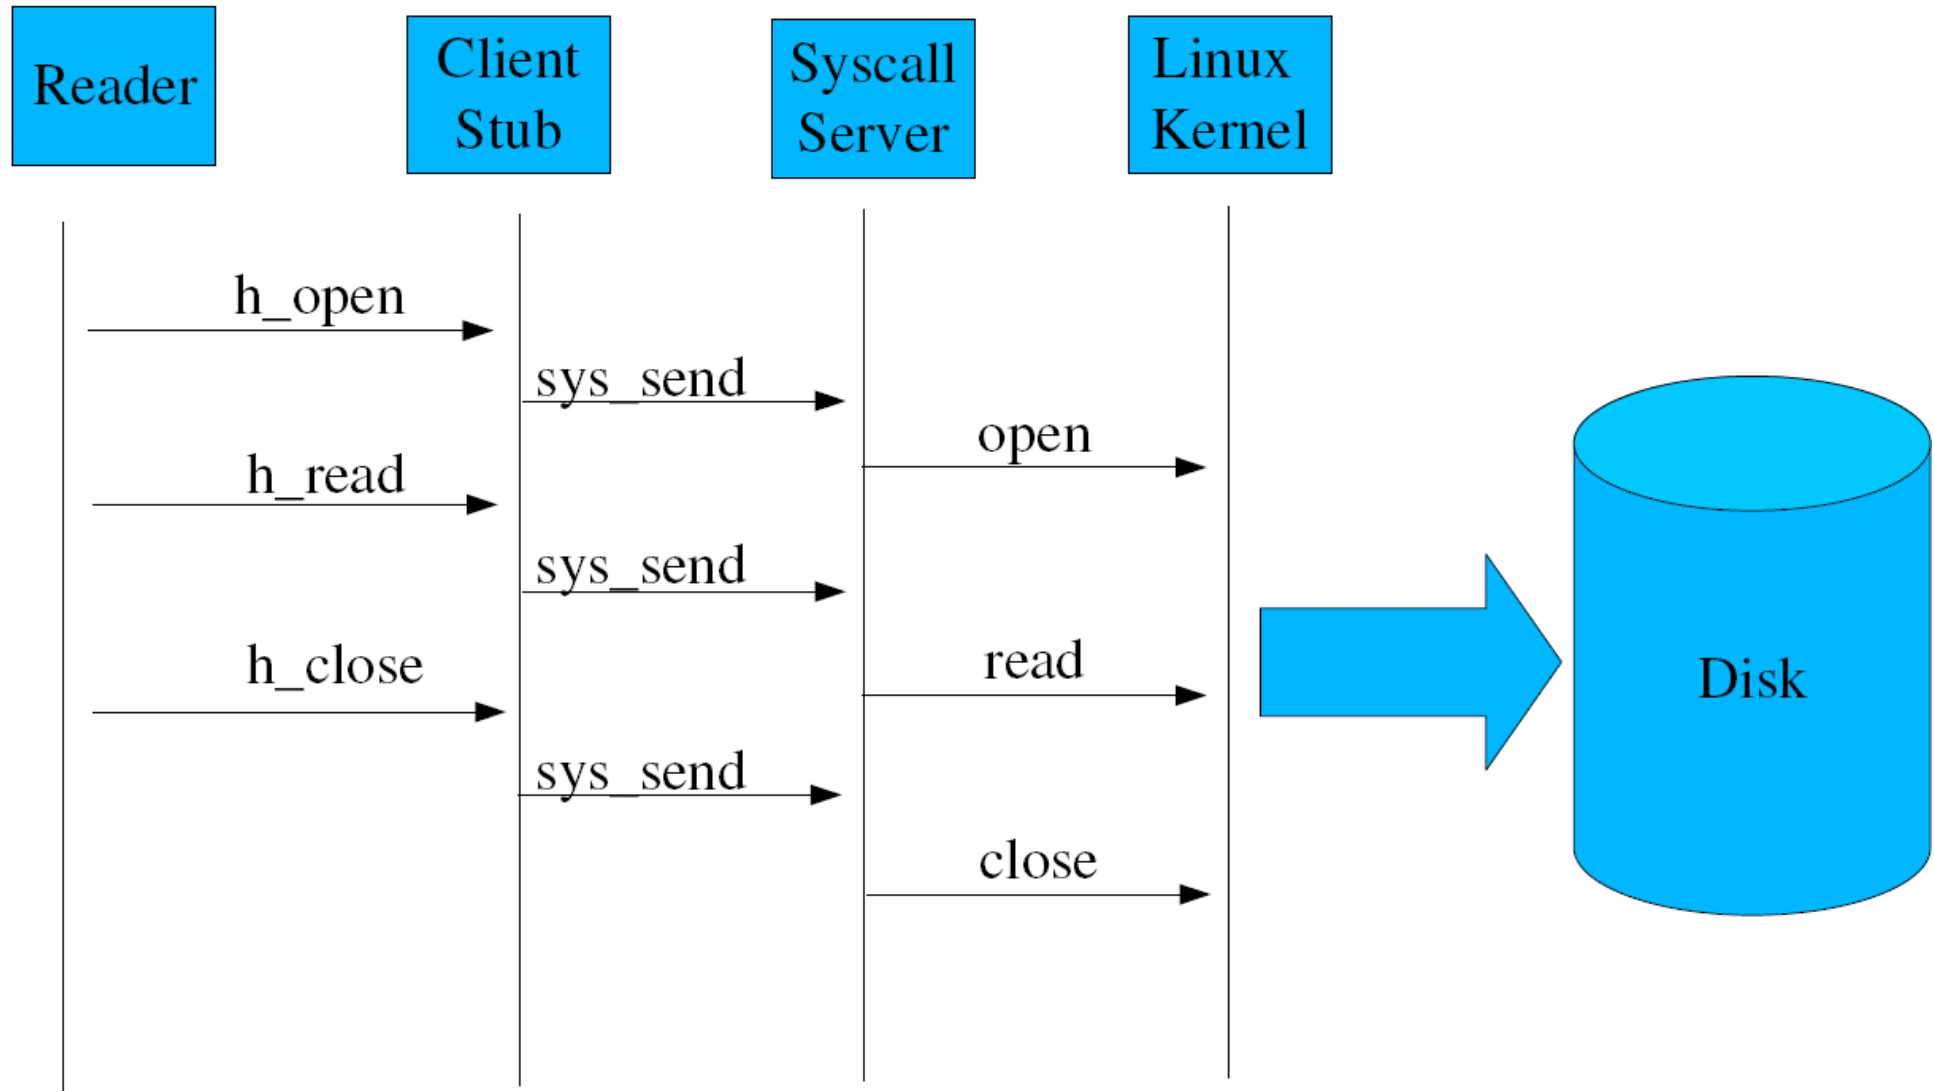 Reader
Client
Stub
Syscall
Server
Linux
Kernel
h_open
sys_send
open
h_read
sys_send
read
h_close
sys_send
close
Disk